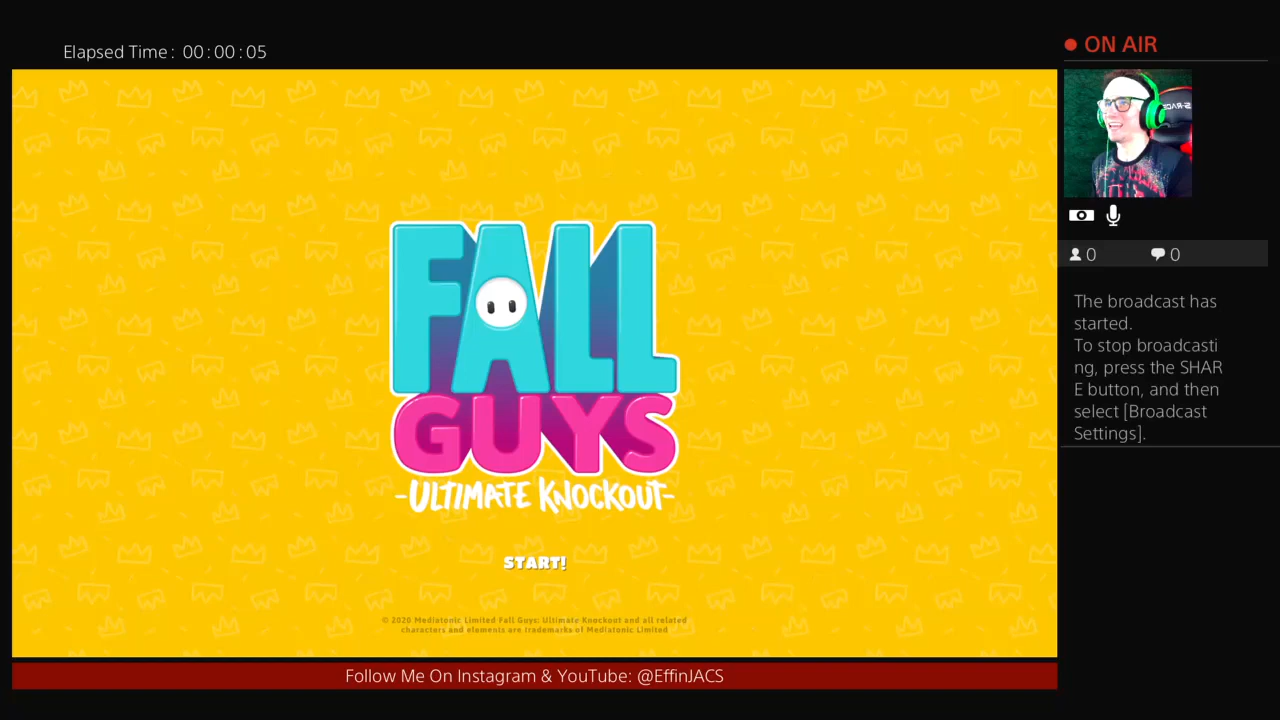 Elapsed Time: 00:00:05
ON AIR
0
0
The broadcast has
started.
To stop broadcasti
ng, press the SHAR
E button, and then
select [Broadcast
Settings].
FALL
GUYS
-ULTIMATE KNOCKOUT-
START!
© 2020 Mediatonic Limited Fall Guys: Ultimate Knockout and all related
characters and elements are trademarks of Mediatonic Limited
Follow Me On Instagram & YouTube: @EffinJACS